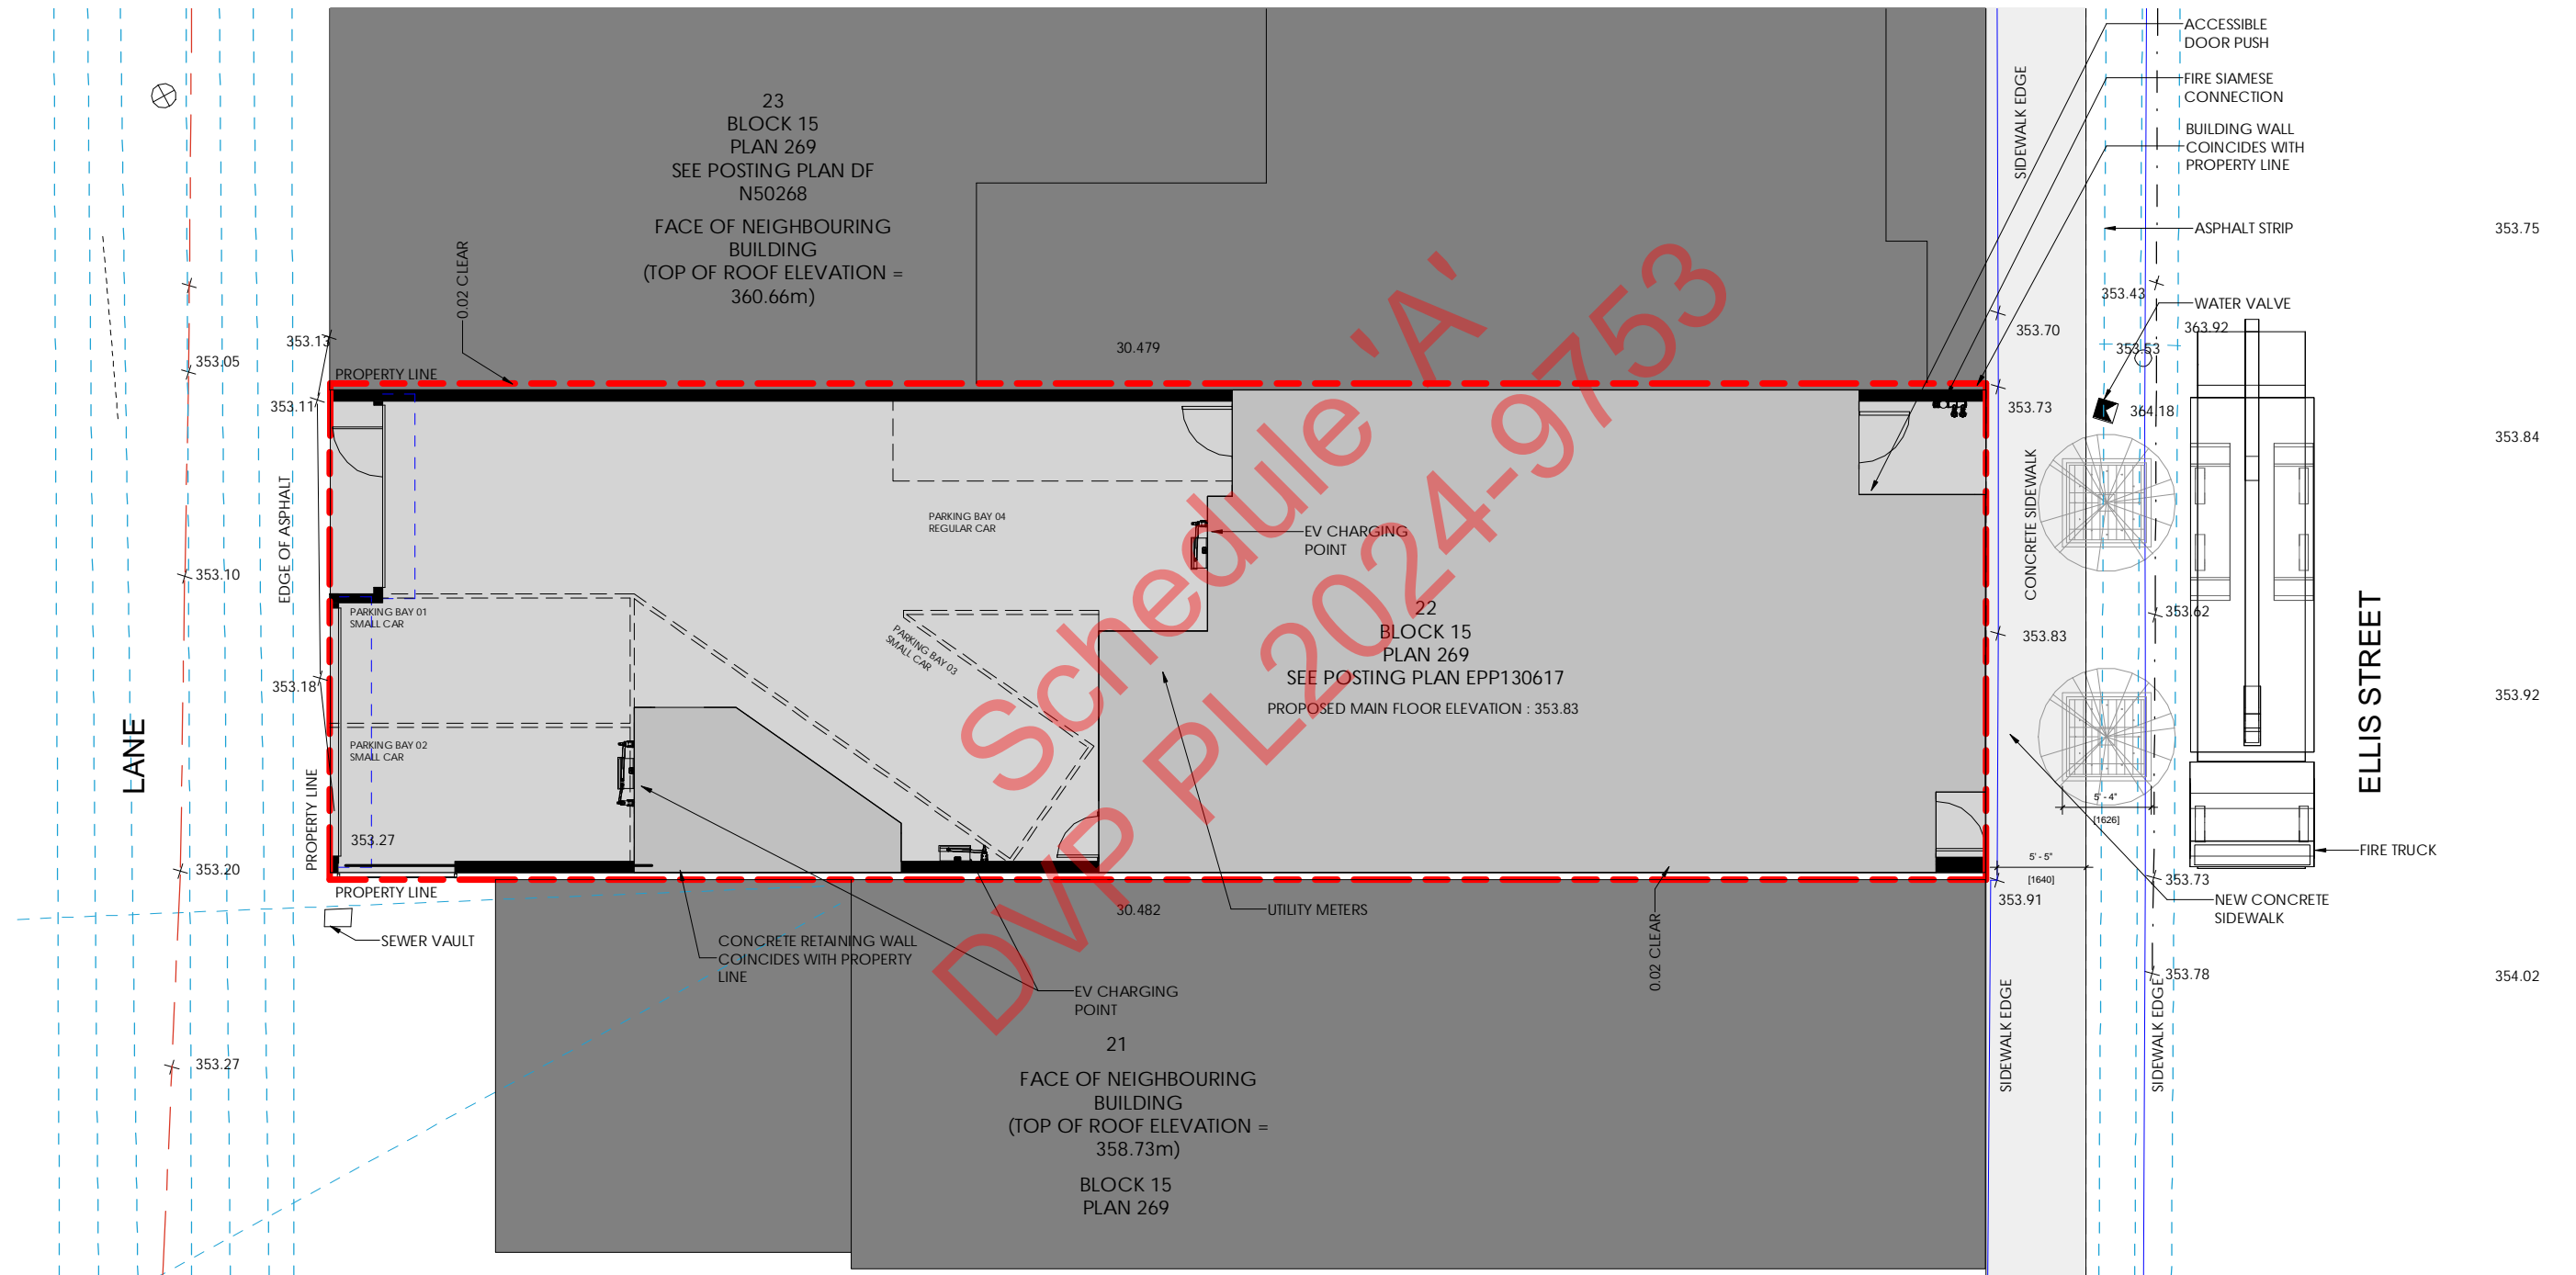 ACCESSIBLE
DOOR PUSH
FIRE SIAMESE
CONNECTION
BUILDING WALL
COINCIDES WITH
PROPERTY LINE
SIDEWALK EDGE
23
BLOCK 15
PLAN 269
SEE POSTING PLAN DF
N50268
FACE OF NEIGHBOURING
BUILDING
(TOP OF ROOF ELEVATION =
360.66m)
0.02 CLEAR
ASPHALT STRIP
353.75
353.43
WATER VALVE
363.92
353.70
353.53
353.13
353.05
30.479
PROPERTY LINE
353.11
353.73
364.18
353.84
EDGE OF ASPHALT
CONCRETE SIDEWALK
PARKING BAY 04
REGULAR CAR
EV CHARGING
POINT
353.10
PARKING BAY 01
SMALL CAR
22
BLOCK 15
PLAN 269
SEE POSTING PLAN EPP130617
PROPOSED MAIN FLOOR ELEVATION : 353.83
353.62
353.83
PARKING BAY 03
SMALL CAR
353.18
353.92
LANE
ELLIS STREET
PARKING BAY 02
SMALL CAR
PROPERTY LINE
5' - 4"
[1626]
353.27
FIRE TRUCK
353.20
5' - 5"
[1640]
353.73
PROPERTY LINE
353.91
NEW CONCRETE
SIDEWALK
30.482
UTILITY METERS
SEWER VAULT
CONCRETE RETAINING WALL
COINCIDES WITH PROPERTY
LINE
0.02 CLEAR
353.78
354.02
EV CHARGING
POINT
SIDEWALK EDGE
SIDEWALK EDGE
21
353.27
FACE OF NEIGHBOURING
BUILDING
(TOP OF ROOF ELEVATION =
358.73m)
BLOCK 15
PLAN 269
Schedule 'A'
DVP PL2024-9753